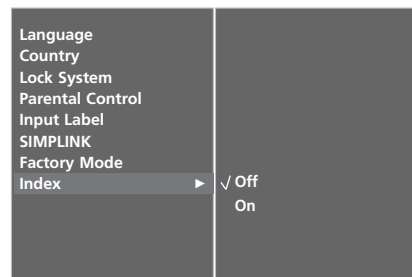 Language
Country
Lock System
Parental Control
Input Label
SIMPLINK
Factory Mode
Index ► √ Off
On